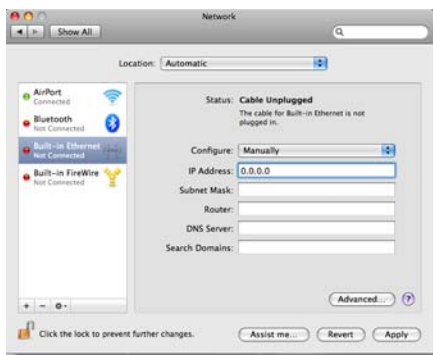 Network
Show All
Location: Automatic
AirPort
Connected
Bluetooth
Not Connected
Built-in Ethernet
Not Connected
Built-in FireWire
Not Connected
Status: Cable Unplugged
The cable for Built-in Ethernet is not
plugged in.
Configure: Manually
IP Address: 0.0.0.0
Subnet Mask:
Router:
DNS Server:
Search Domains:
Advanced... ?
+ -
Click the lock to prevent further changes.
Assist me... Revert Apply